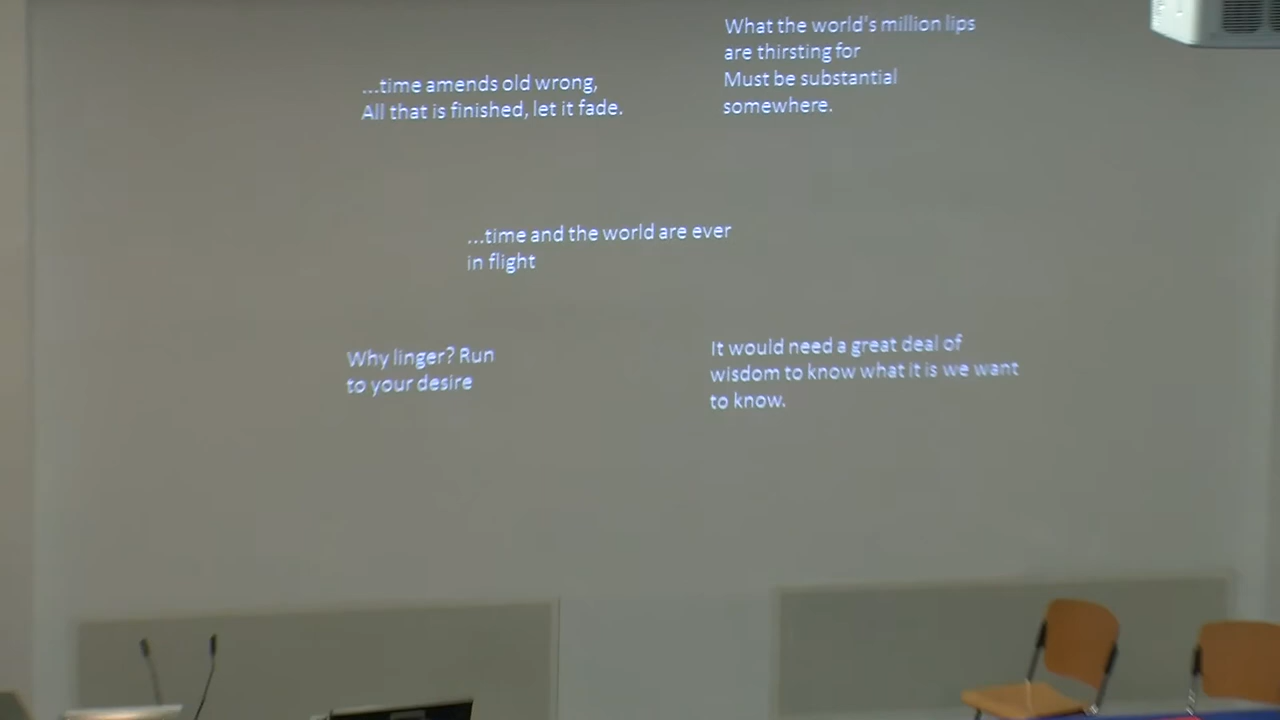 ...time amends old wrong,
All that is finished, let it fade.
What the world's million lips
are thirsting for
Must be substantial
somewhere.
...time and the world are ever
in flight
Why linger? Run
to your desire
It would need a great deal of
wisdom to know what it is we want
to know.